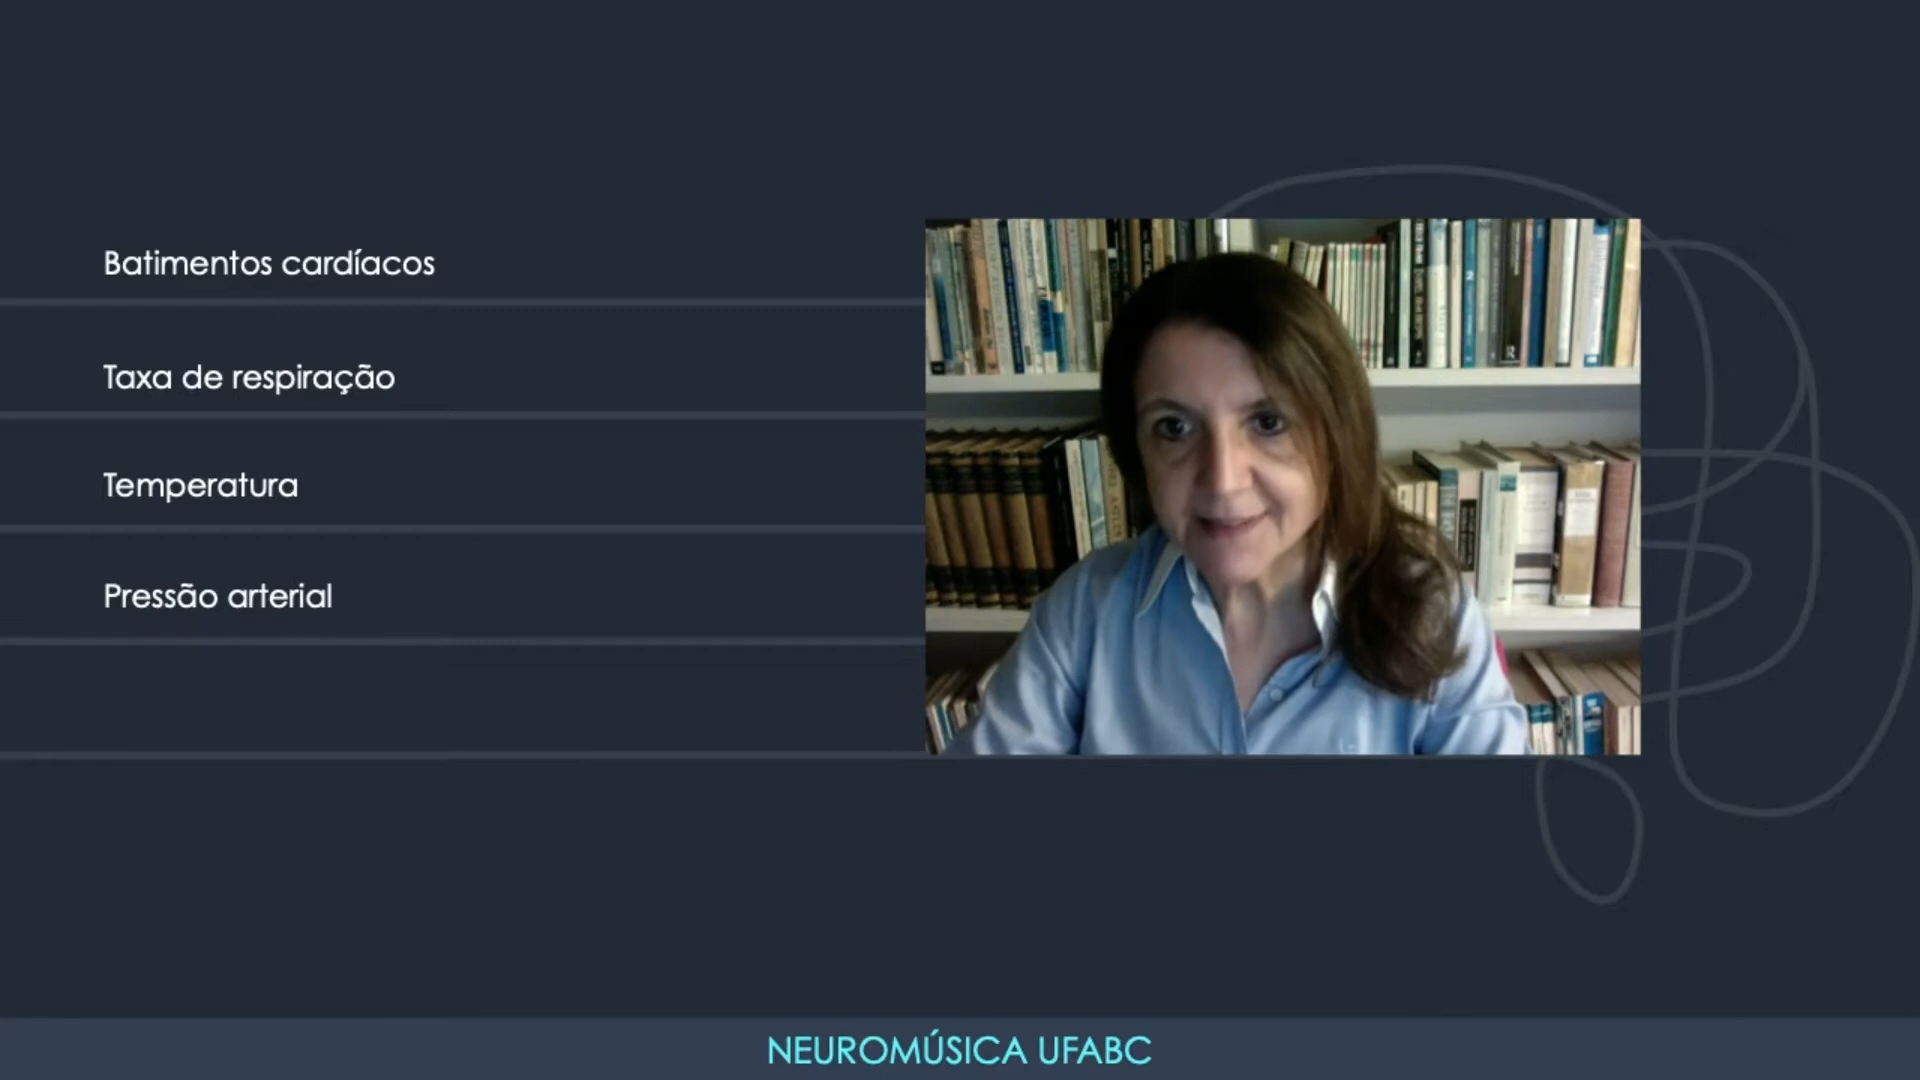 Batimentos cardíacos
Taxa de respiração
Temperatura
Pressão arterial
NEUROMÚSICA UFABC